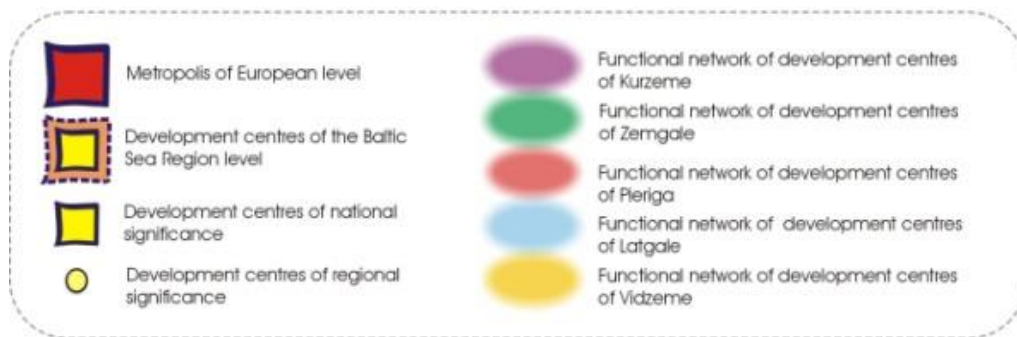 Metropolis of European level
Development centres of the Baltic
Sea Region level
Development centres of national
significance
Development centres of regional
significance
Functional network of development centres
of Kurzeme
Functional network of development centres
of Zemgale
Functional network of development centres
of Pieriga
Functional network of development centres
of Latgale
Functional network of development centres
of Vidzeme